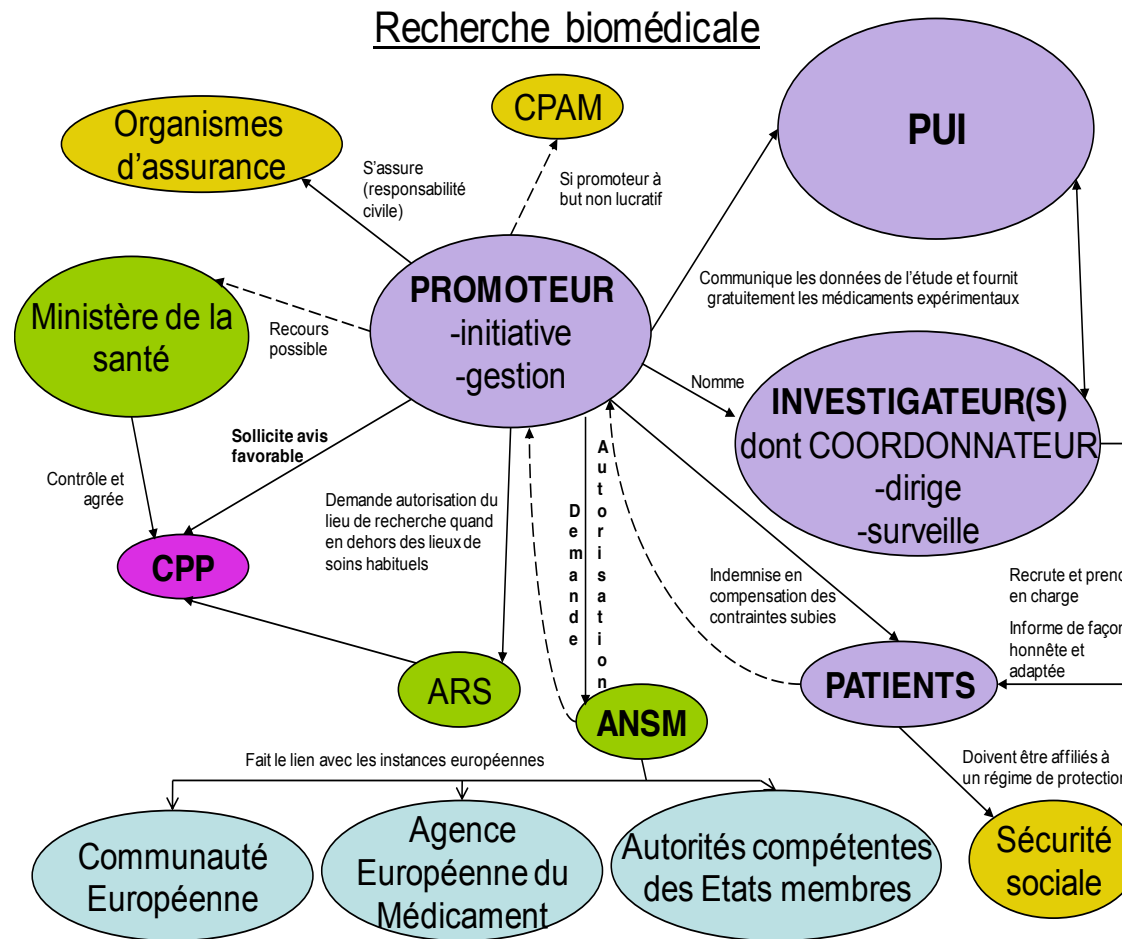 Recherche biomédicale
CPAM
Organismes
d'assurance
PUI
S'assure
(responsabilité
civile)
Si promoteur à
but non lucratif
PROMOTEUR
-initiative
-gestion
Communique les données de l'étude et fournit
gratuitement les médicaments expérimentaux
Ministère de la
santé
Recours
possible
Nomme
INVESTIGATEUR(S)
dont COORDONNATEUR
-dirige
-surveille
Sollicite avis
favorable
Contrôle et
agrée
Demande autorisation du
lieu de recherche quand
en dehors des lieux de
soins habituels
Demande
Autorisation
CPP
Indemnise en
compensation des
contraintes subies
Recrute et prend
en charge
Informe de façon
honnête et
adaptée
ARS
ANSM
PATIENTS
Fait le lien avec les instances européennes
Doivent être affiliés à
un régime de protection
Communauté
Européenne
Agence
Européenne du
Médicament
Autorités compétentes
des Etats membres
Sécurité
sociale